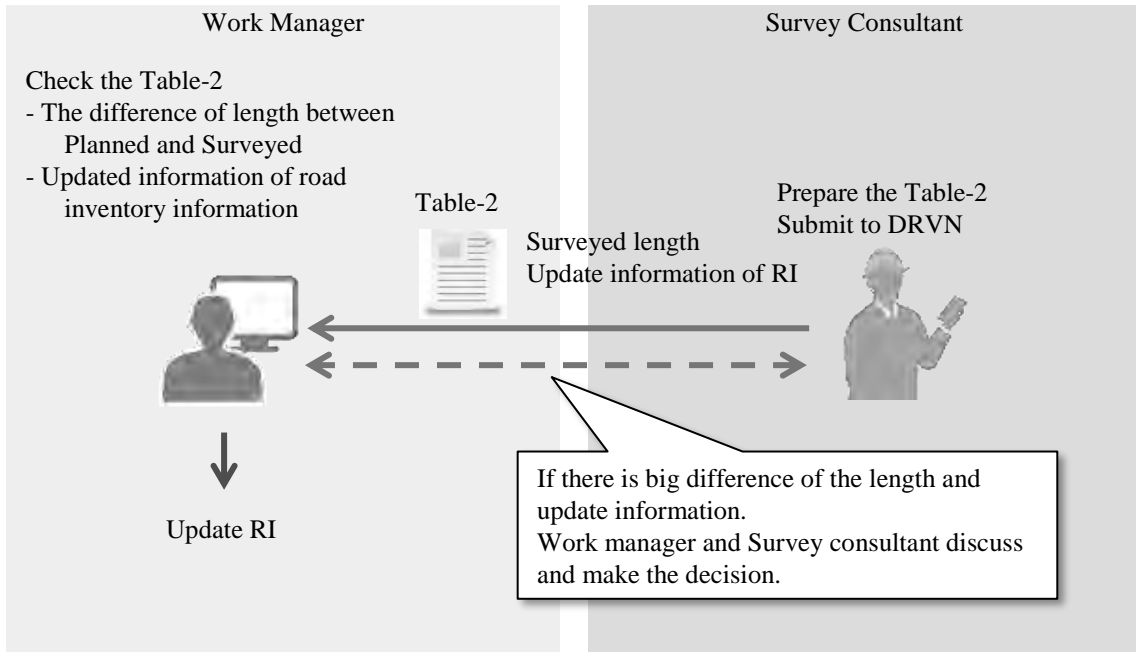 Work Manager
Survey Consultant
Check the Table-2
- The difference of length between
Planned and Surveyed
- Updated information of road
inventory information
Table-2
Surveyed length
Update information of RI
Prepare the Table-2
Submit to DRVN
If there is big difference of the length and
update information.
Work manager and Survey consultant discuss
and make the decision.
Update RI